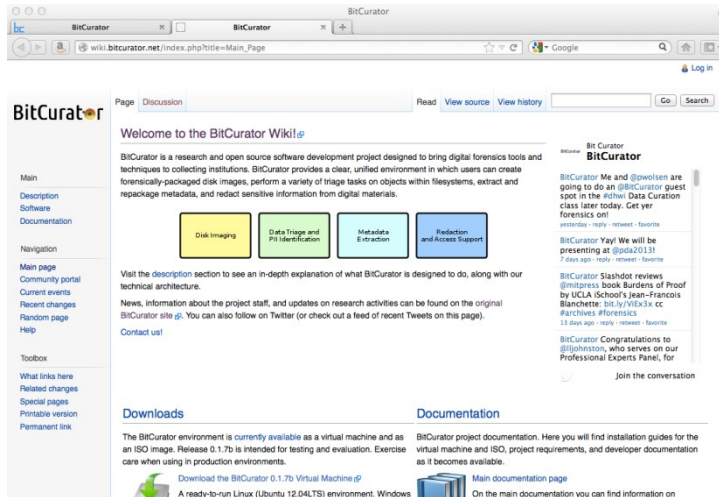 BitCurator
BitCurator
BitCurator
wiki.bitcurator.net/index.php?title=Main_Page
Google
Log in
BitCurator
Page Discussion
Read View source View history
Go Search
Main
Description
Software
Documentation
Navigation
Main page
Community portal
Current events
Recent changes
Random page
Help
Toolbox
What links here
Related changes
Special pages
Printable version
Permanent link
Welcome to the BitCurator Wiki!
BitCurator is a research and open source software development project designed to bring digital forensics tools and
techniques to collecting institutions. BitCurator provides a clear, unified environment in which users can create
forensically-packaged disk images, perform a variety of triage tasks on objects within filesystems, extract and
repackage metadata, and redact sensitive information from digital materials.
Disk Imaging
Data Triage and
PII Identification
Metadata
Extraction
Redaction
and Access Support
Visit the description section to see an in-depth explanation of what BitCurator is designed to do, along with our
technical architecture.
News, information about the project staff, and updates on research activities can be found on the original
BitCurator site. You can also follow on Twitter (or check out a feed of recent Tweets on this page).
Contact us!
Bit Curator
BitCurator
BitCurator Me and @pwolsen are
going to do an @BitCurator guest
spot in the #dhwi Data Curation
class later today. Get yer
forensics on!
yesterday · reply · retweet · favorite
BitCurator Yay! We will be
presenting at @pda2013!
7 days ago · reply · retweet · favorite
BitCurator Slashdot reviews
@mitpress book Burdens of Proof
by UCLA iSchool's Jean-Francois
Blanchette: bit.ly/VIEx3x cc
#archives #forensics
13 days ago · reply · retweet · favorite
BitCurator Congratulations to
@lljohnston, who serves on our
Professional Experts Panel, for
Join the conversation
Downloads
The BitCurator environment is currently available as a virtual machine and as
an ISO image. Release 0.1.7b is intended for testing and evaluation. Exercise
care when using in production environments.
Download the BitCurator 0.1.7b Virtual Machine
A ready-to-run Linux (Ubuntu 12.04LTS) environment. Windows
Documentation
BitCurator project documentation. Here you will find installation guides for the
virtual machine and ISO, project requirements, and developer documentation
as it becomes available.
Main documentation page
On the main documentation you can find information on